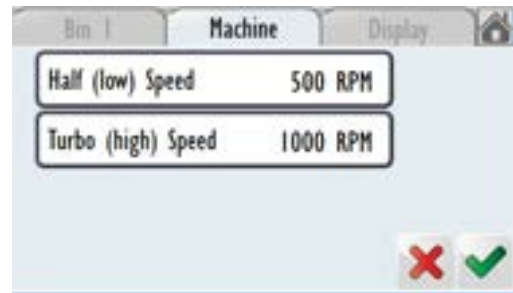 Bin 1 Machine Display
Half (low) Speed 500 RPM
Turbo (high) Speed 1000 RPM